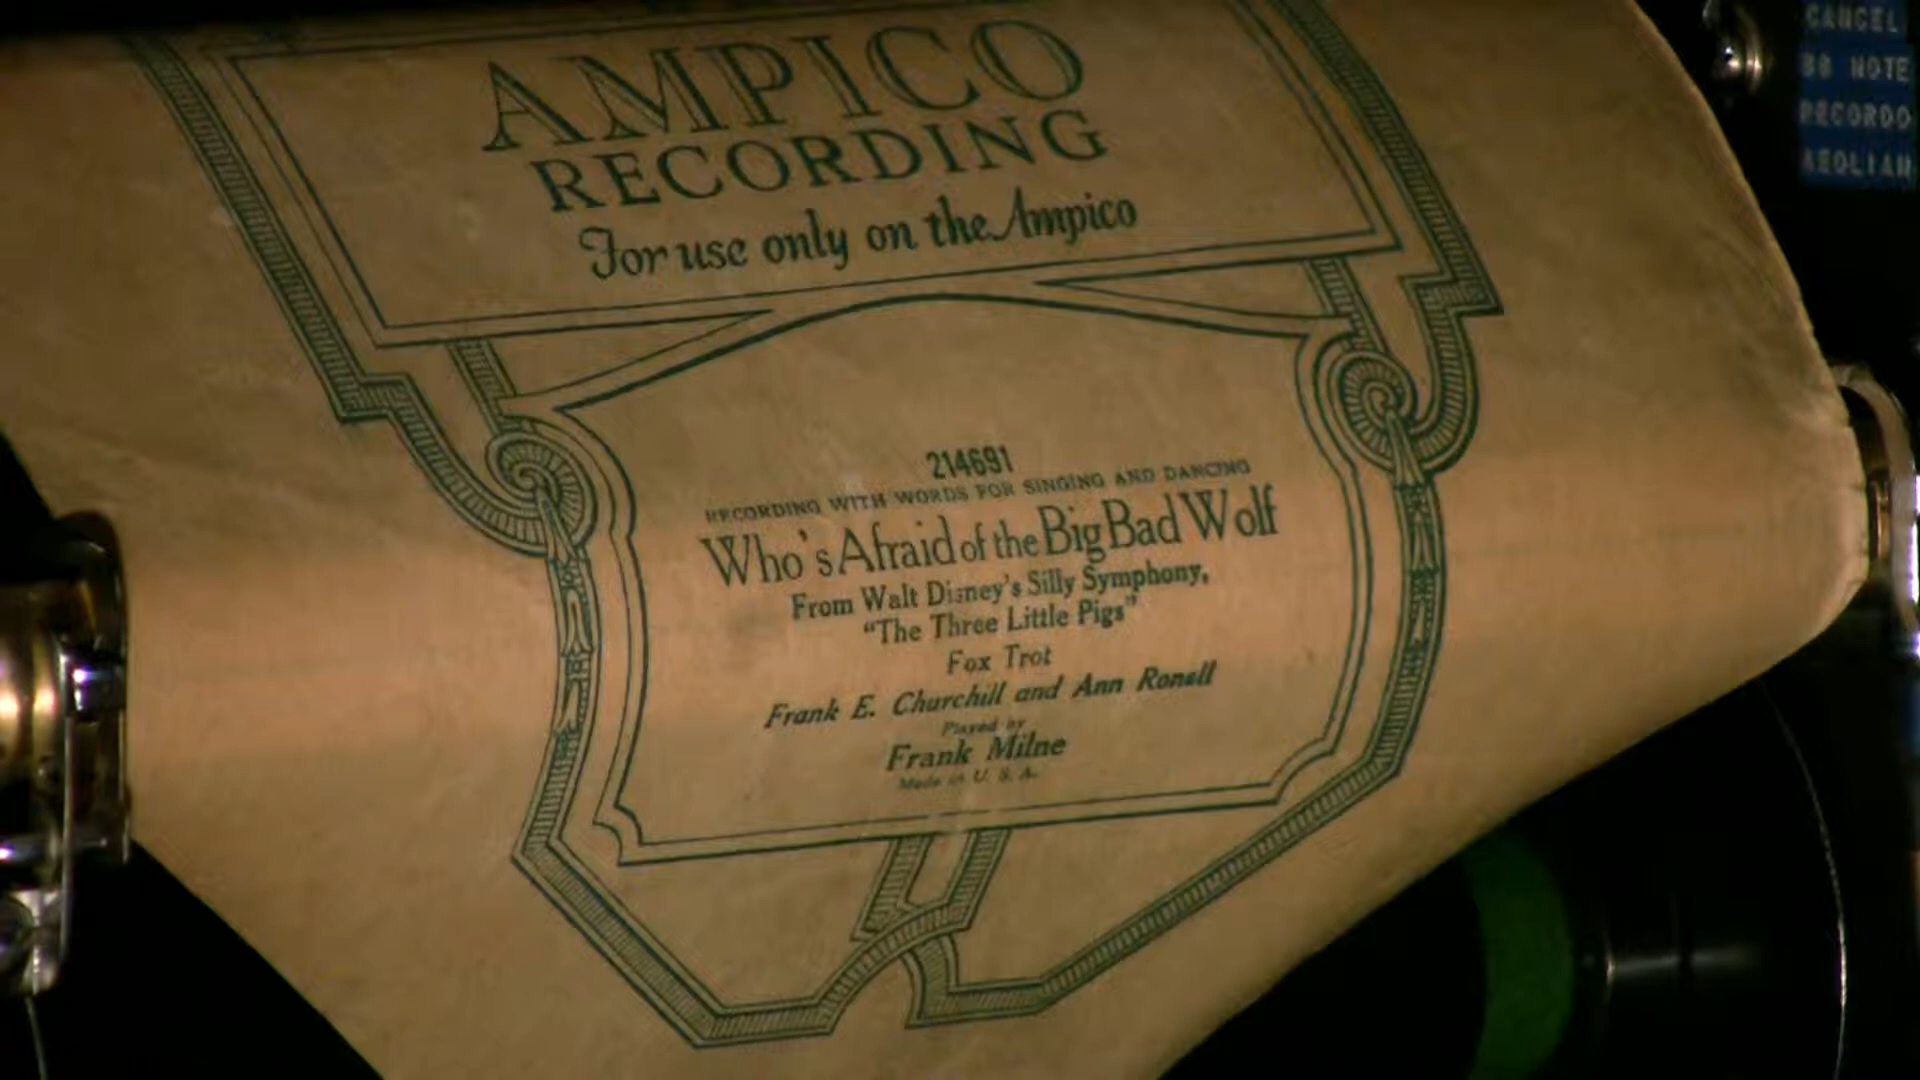 AMPICO
RECORDING
For use only on the Ampico
214691
RECORDING WITH WORDS FOR SINGING AND DANCING
Who's Afraid of the Big Bad Wolf
From Walt Disney's Silly Symphony,
"The Three Little Pigs"
Fox Trot
Frank E. Churchill and Ann Ronell
Played by
Frank Milne
Made in U. S. A.
CANCEL
88 NOTE
RECORDO
AEOLIAN